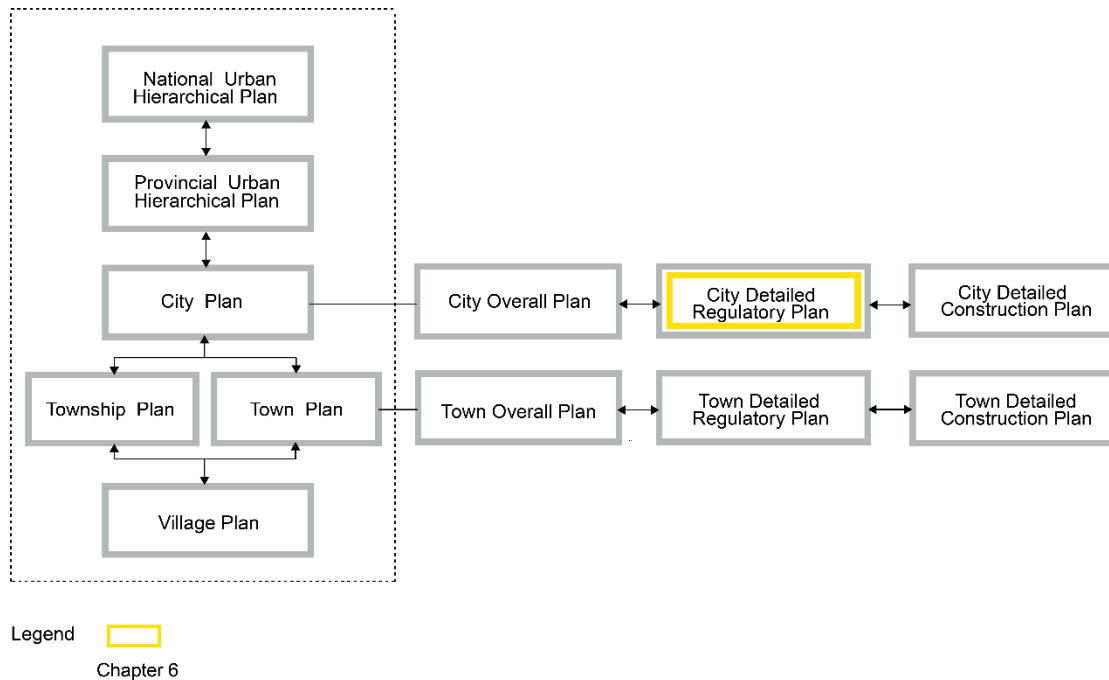 National Urban
Hierarchical Plan
Provincial Urban
Hierarchical Plan
City Plan
City Overall Plan
City Detailed
Regulatory Plan
City Detailed
Construction Plan
Township Plan
Town Plan
Town Overall Plan
Town Detailed
Regulatory Plan
Town Detailed
Construction Plan
Village Plan
Legend
Chapter 6